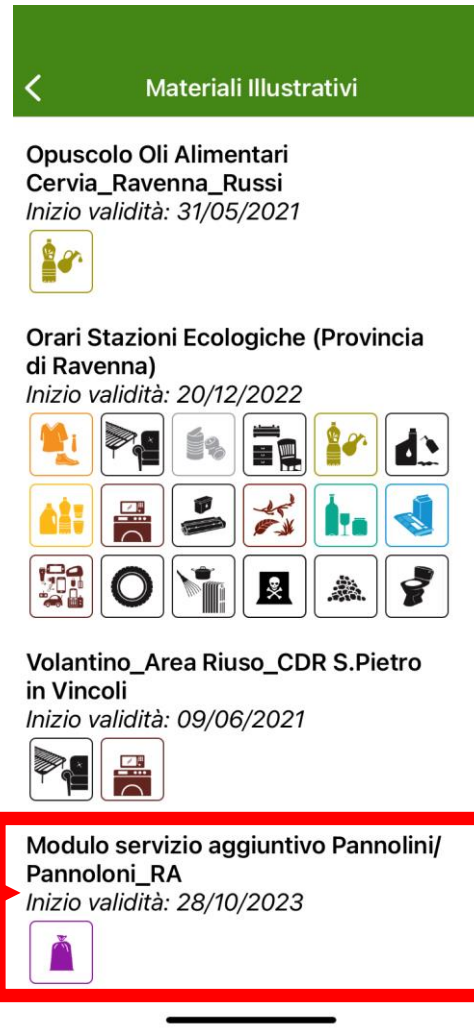 Materiali Illustrativi
Opuscolo Oli Alimentari
Cervia_Ravenna_Russi
Inizio validità: 31/05/2021
Orari Stazioni Ecologiche (Provincia
di Ravenna)
Inizio validità: 20/12/2022
Volantino_Area Riuso_CDR S.Pietro
in Vincoli
Inizio validità: 09/06/2021
Modulo servizio aggiuntivo Pannolini/
Pannoloni_RA
Inizio validità: 28/10/2023